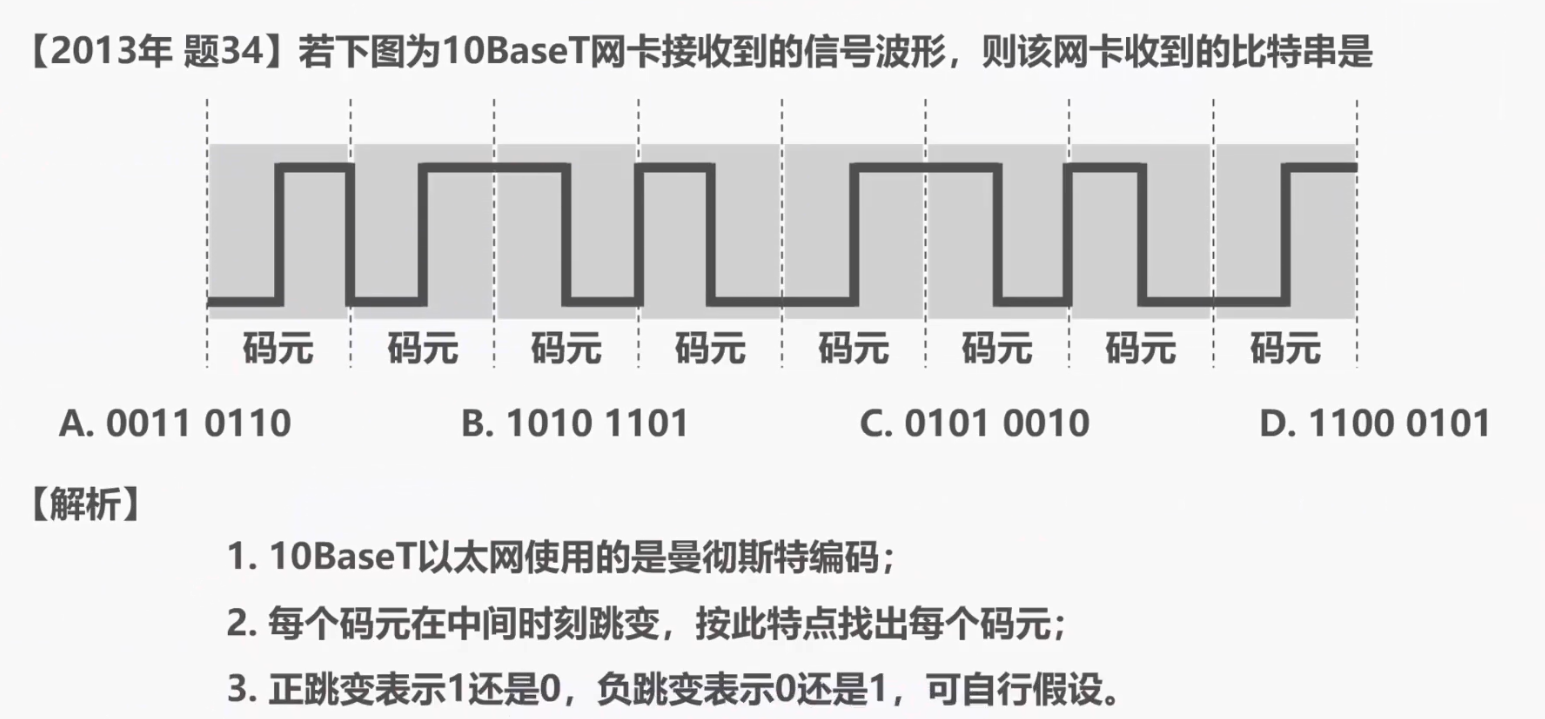 【2013年 题34】若下图为10BaseT网卡接收到的信号波形，则该网卡收到的比特串是
码元 码元 码元 码元 码元 码元 码元 码元
A. 0011 0110 B. 1010 1101 C. 0101 0010 D. 1100 0101
【解析】
1. 10BaseT以太网使用的是曼彻斯特编码；
2. 每个码元在中间时刻跳变，按此特点找出每个码元；
3. 正跳变表示1还是0，负跳变表示0还是1，可自行假设。